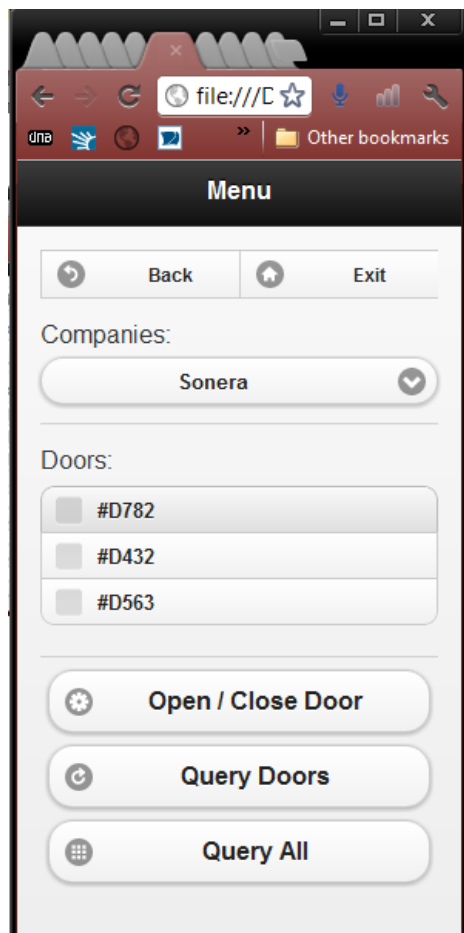 file:///D
dna
» Other bookmarks
Menu
Back Exit
Companies:
Sonera
Doors:
#D782
#D432
#D563
Open / Close Door
Query Doors
Query All